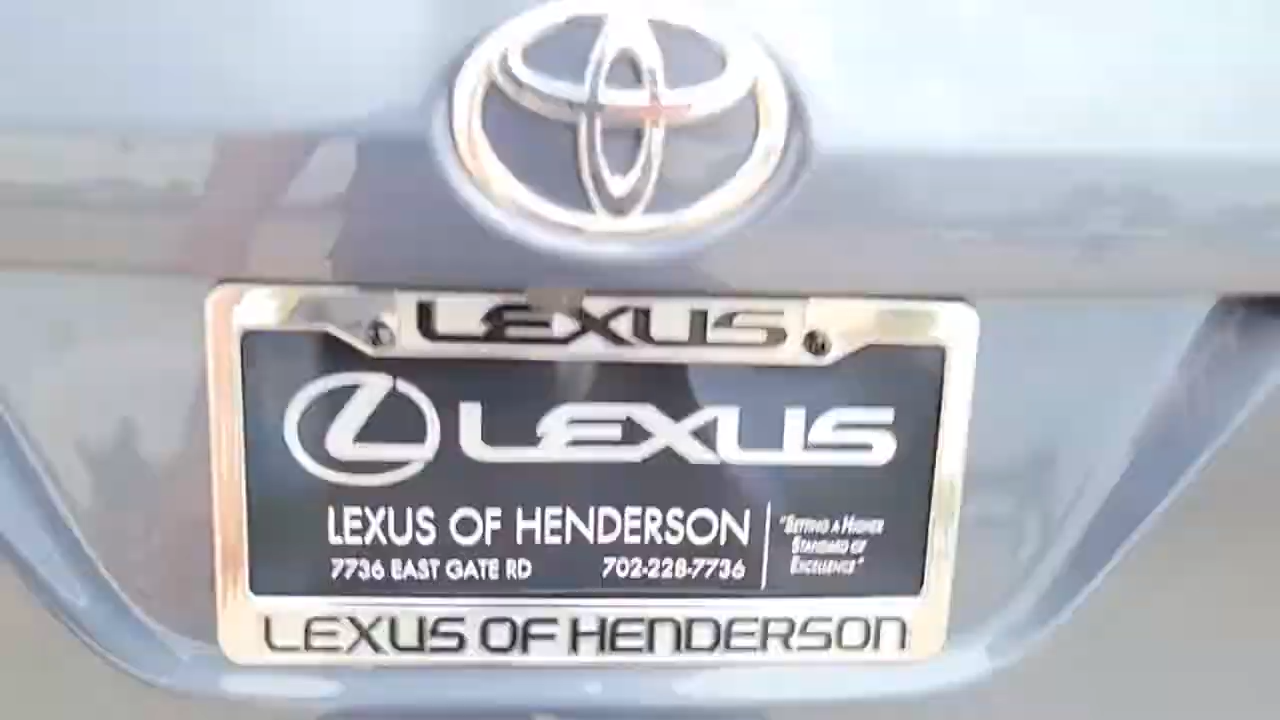 LEXUS
LEXUS
LEXUS OF HENDERSON
7736 EAST GATE RD 702-228-7736
"SETTING A HIGHER
STANDARD OF
EXCELLENCE"
LEXUS OF HENDERSON